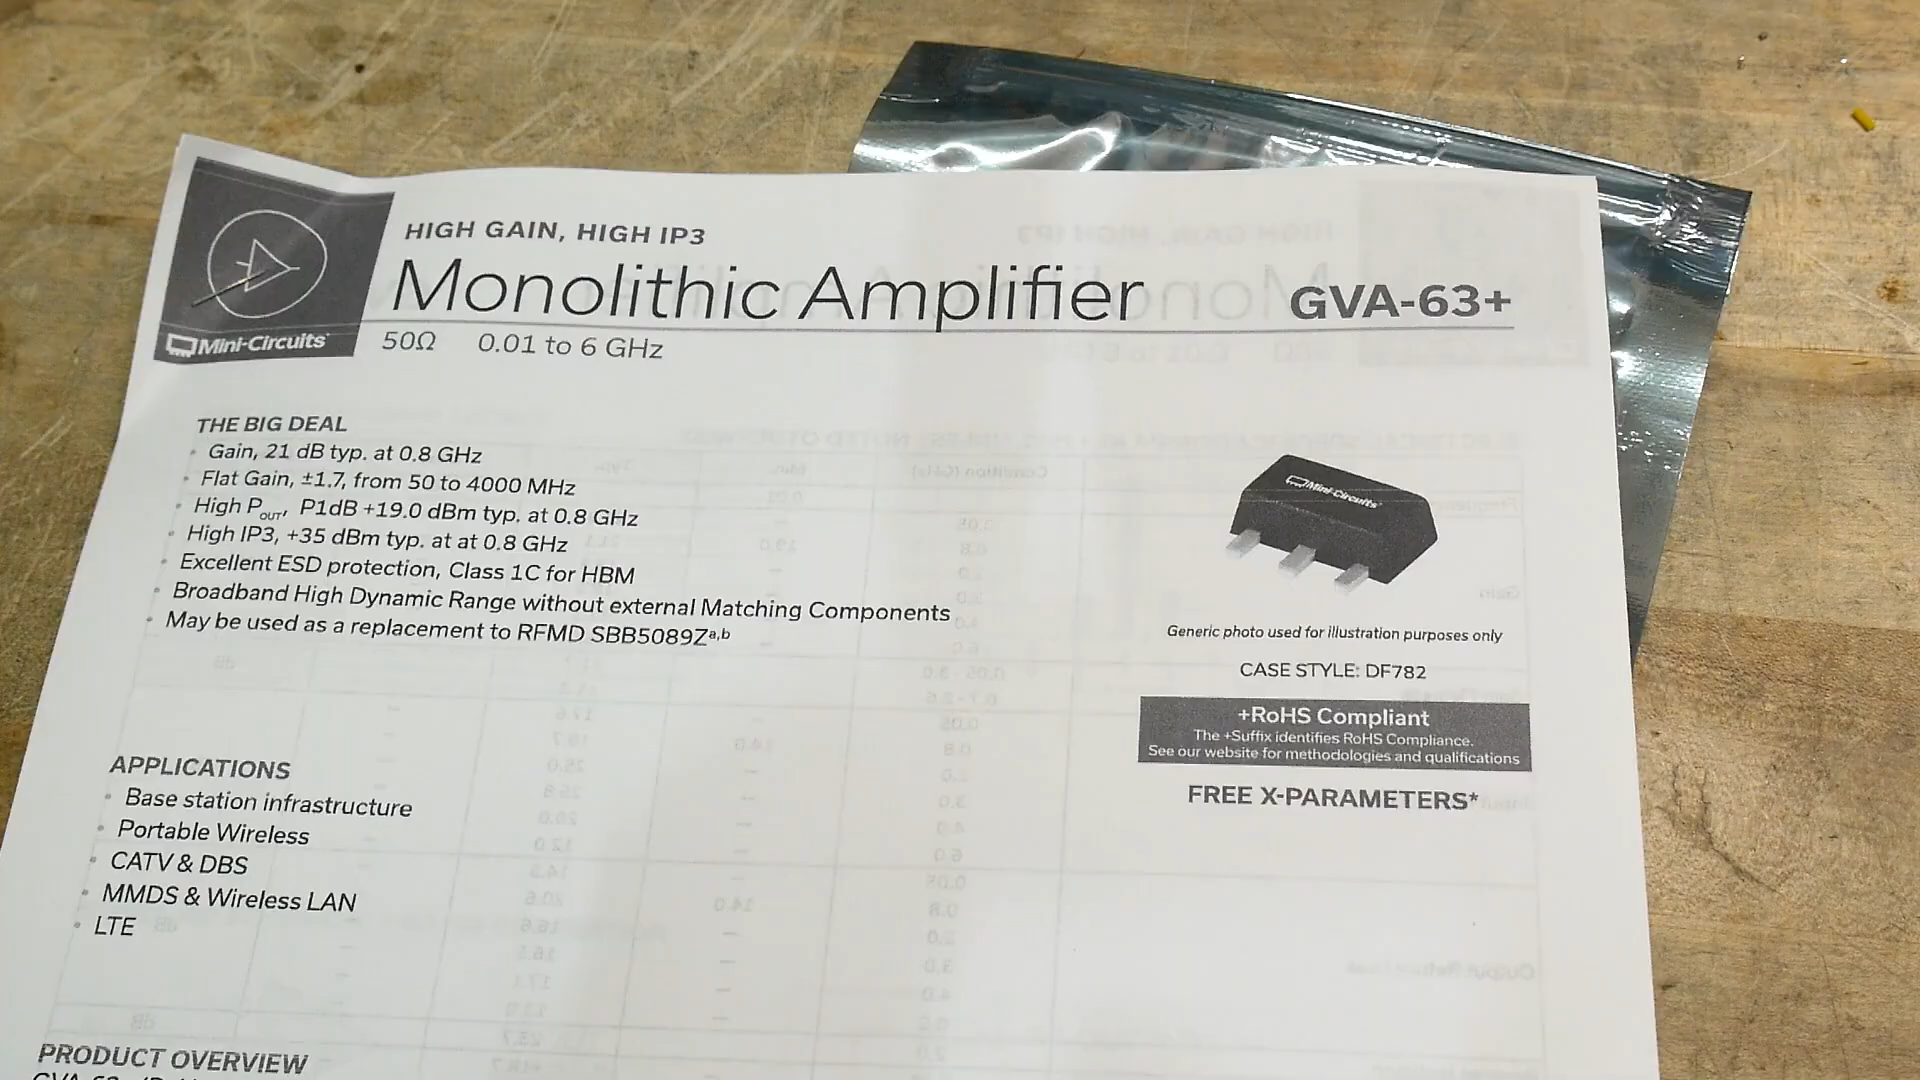 HIGH GAIN, HIGH IP3
Monolithic Amplifier
GVA-63+
Mini-Circuits
50Ω 0.01 to 6 GHz
THE BIG DEAL
• Gain, 21 dB typ. at 0.8 GHz
• Flat Gain, ±1.7, from 50 to 4000 MHz
• High POUT, P1dB +19.0 dBm typ. at 0.8 GHz
• High IP3, +35 dBm typ. at at 0.8 GHz
• Excellent ESD protection, Class 1C for HBM
• Broadband High Dynamic Range without external Matching Components
• May be used as a replacement to RFMD SBB5089Za,b
Mini-Circuits
Generic photo used for illustration purposes only
CASE STYLE: DF782
+RoHS Compliant
The +Suffix identifies RoHS Compliance.
See our website for methodologies and qualifications
FREE X-PARAMETERS*
APPLICATIONS
• Base station infrastructure
• Portable Wireless
• CATV & DBS
• MMDS & Wireless LAN
• LTE
PRODUCT OVERVIEW